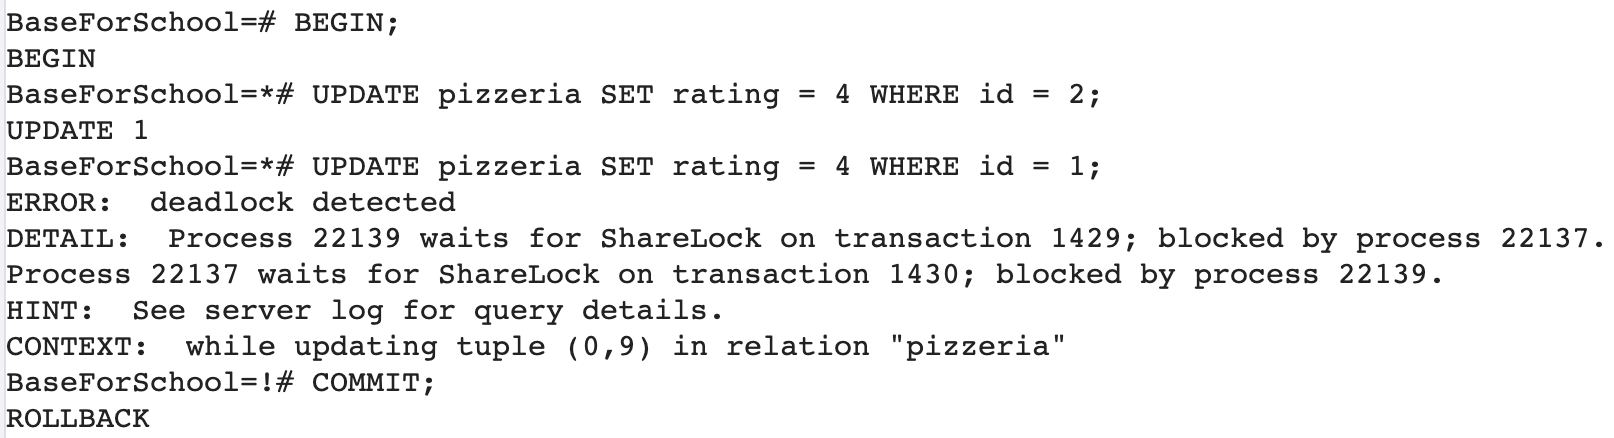 BaseForSchool=# BEGIN;
BEGIN
BaseForSchool=*# UPDATE pizzeria SET rating = 4 WHERE id = 2;
UPDATE 1
BaseForSchool=*# UPDATE pizzeria SET rating = 4 WHERE id = 1;
ERROR:  deadlock detected
DETAIL:  Process 22139 waits for ShareLock on transaction 1429; blocked by process 22137.
Process 22137 waits for ShareLock on transaction 1430; blocked by process 22139.
HINT:  See server log for query details.
CONTEXT:  while updating tuple (0,9) in relation "pizzeria"
BaseForSchool=!# COMMIT;
ROLLBACK